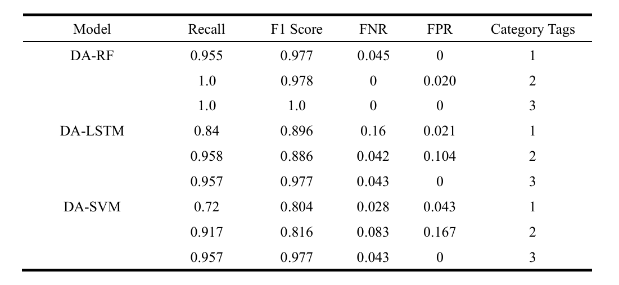 Model Recall F1 Score FNR FPR Category Tags
DA-RF 0.955 0.977 0.045 0 1
1.0 0.978 0 0.020 2
1.0 1.0 0 0 3
DA-LSTM 0.84 0.896 0.16 0.021 1
0.958 0.886 0.042 0.104 2
0.957 0.977 0.043 0 3
DA-SVM 0.72 0.804 0.028 0.043 1
0.917 0.816 0.083 0.167 2
0.957 0.977 0.043 0 3